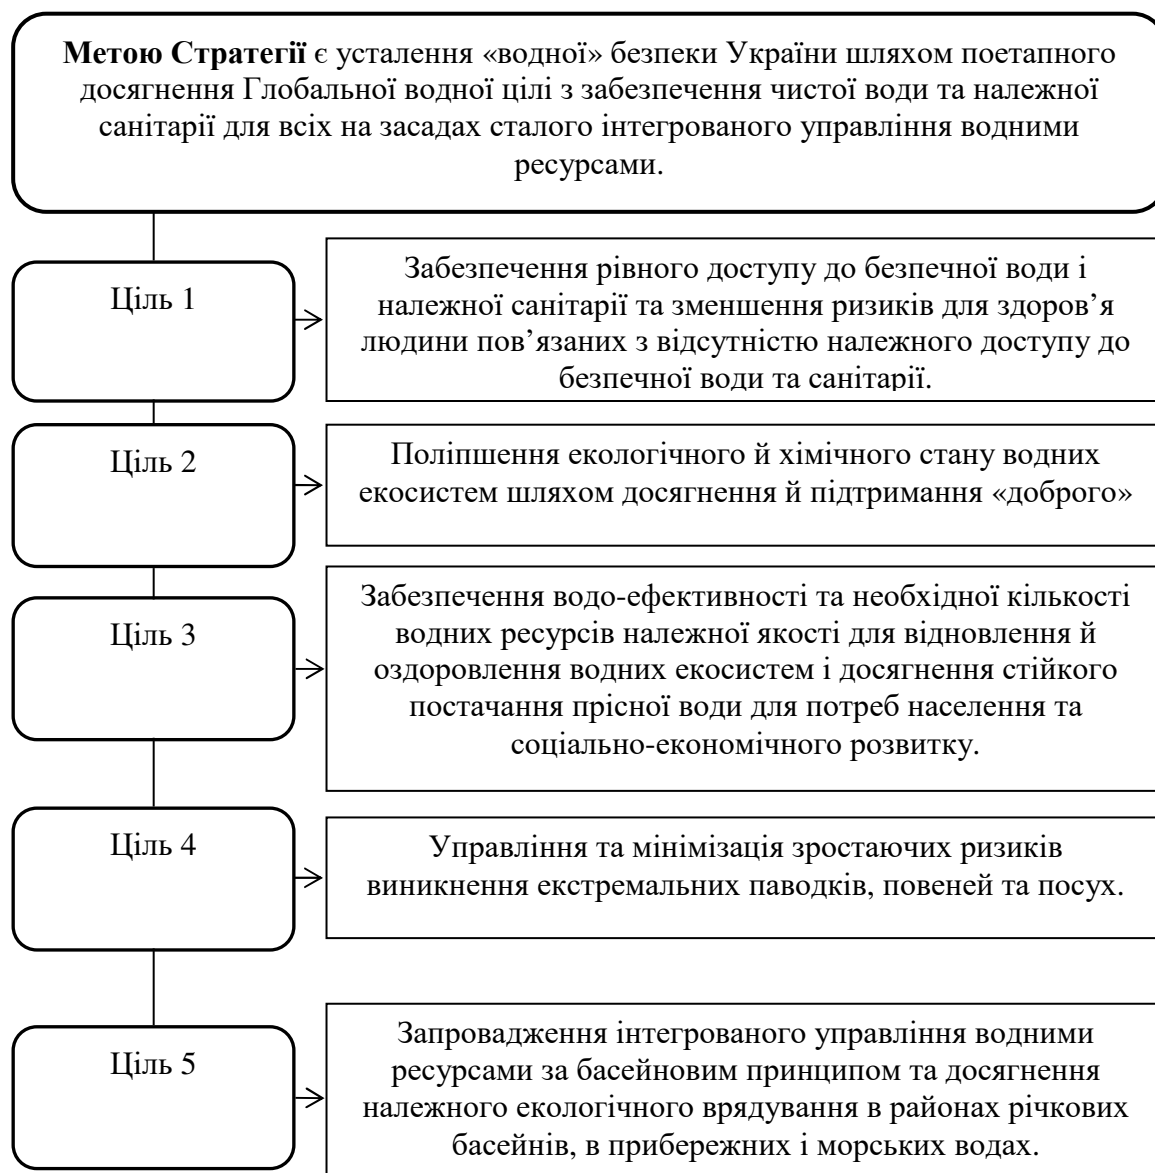 Метою Стратегії є усталення «водної» безпеки України шляхом поетапного
досягнення Глобальної водної цілі з забезпечення чистої води та належної
санітарії для всіх на засадах сталого інтегрованого управління водними
ресурсами.
Ціль 1
Забезпечення рівного доступу до безпечної води і
належної санітарії та зменшення ризиків для здоров’я
людини пов’язаних з відсутністю належного доступу до
безпечної води та санітарії.
Ціль 2
Поліпшення екологічного й хімічного стану водних
екосистем шляхом досягнення й підтримання «доброго»
Ціль 3
Забезпечення водо-ефективності та необхідної кількості
водних ресурсів належної якості для відновлення й
оздоровлення водних екосистем і досягнення стійкого
постачання прісної води для потреб населення та
соціально-економічного розвитку.
Ціль 4
Управління та мінімізація зростаючих ризиків
виникнення екстремальних паводків, повеней та посух.
Ціль 5
Запровадження інтегрованого управління водними
ресурсами за басейновим принципом та досягнення
належного екологічного врядування в районах річкових
басейнів, в прибережних і морських водах.